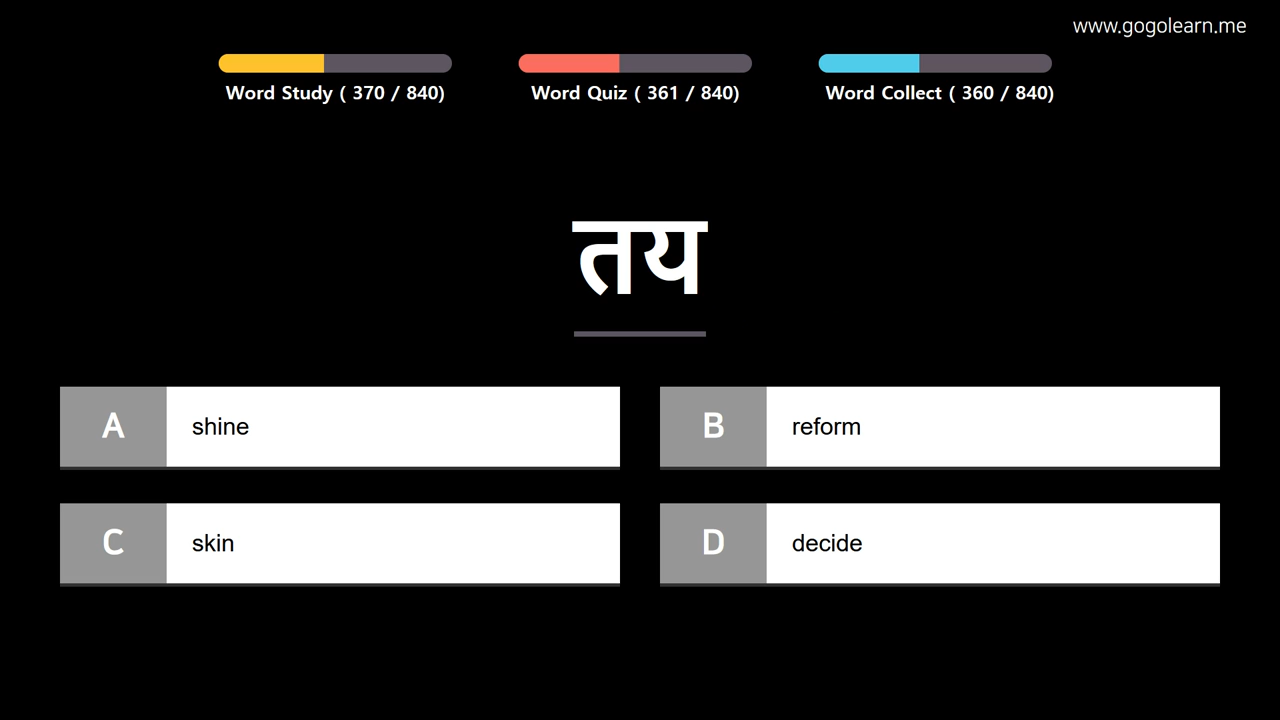 www.gogolearn.me
Word Study ( 370 / 840)
Word Quiz ( 361 / 840)
Word Collect ( 360 / 840)
तय
A shine
B reform
C skin
D decide